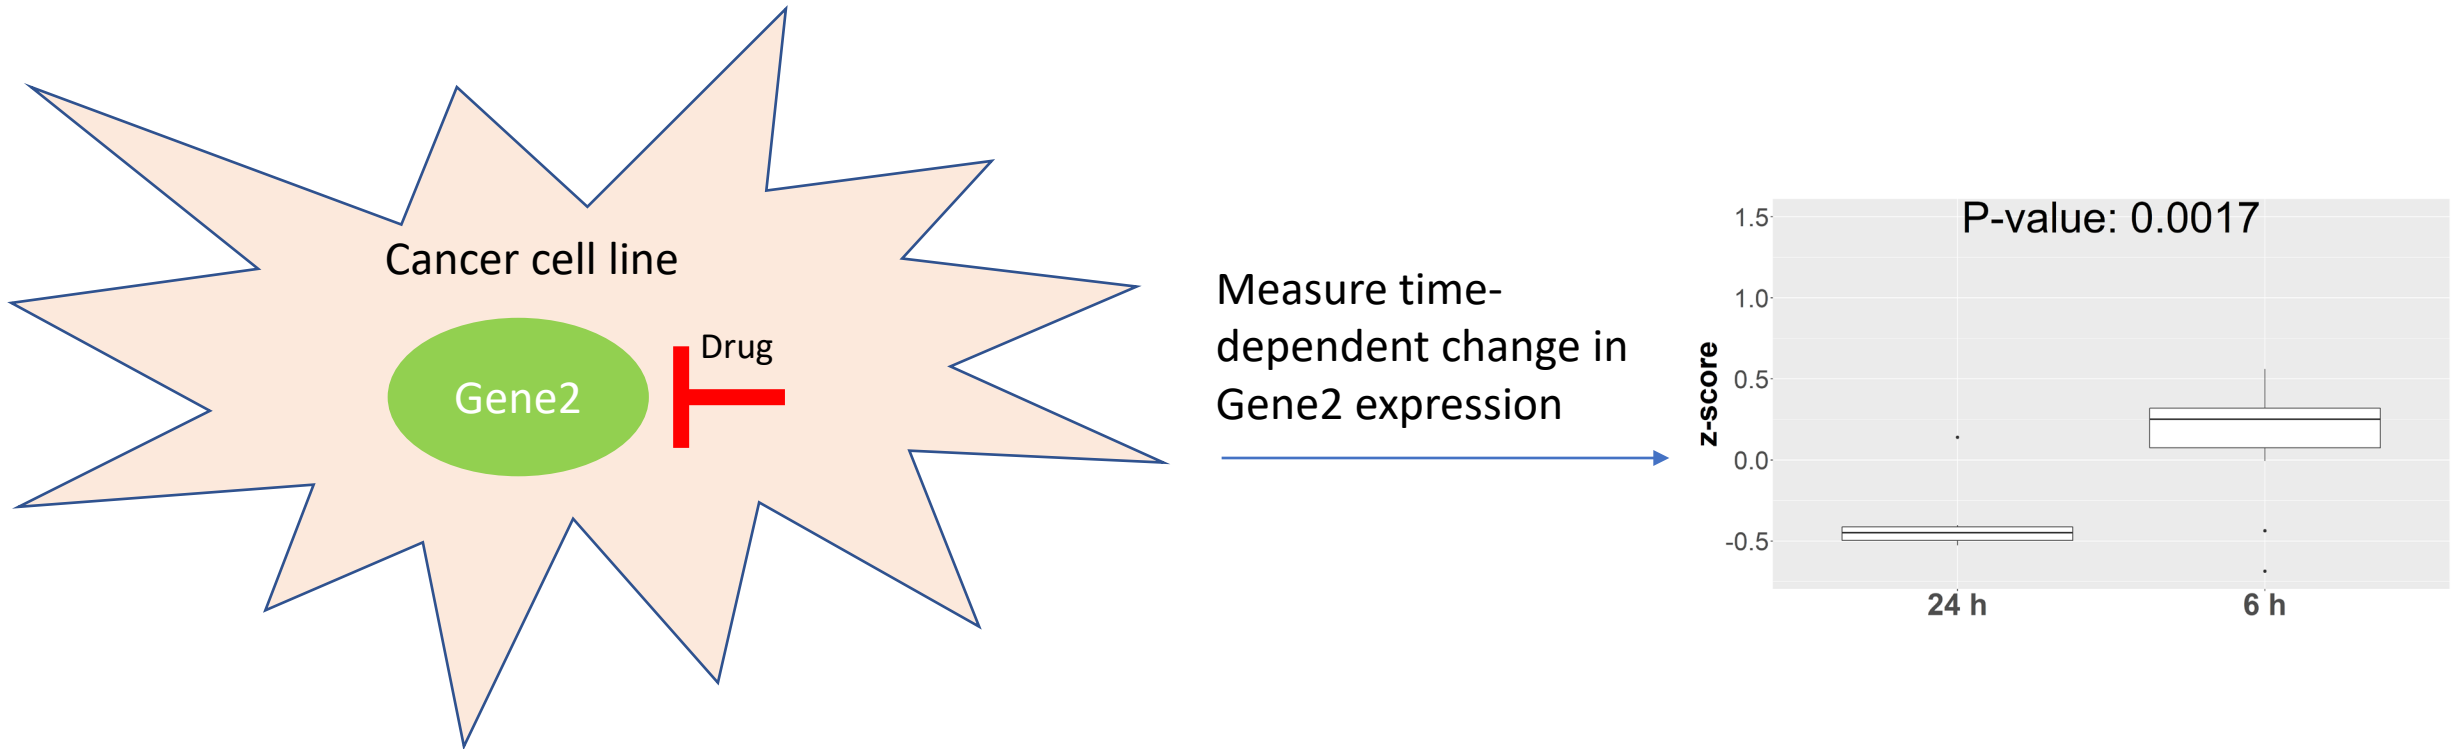 Cancer cell line
Drug
Gene2
Measure time-
dependent change in
Gene2 expression
P-value: 0.0017
z-score
1.5
1.0
0.5
0.0
-0.5
24 h
6 h